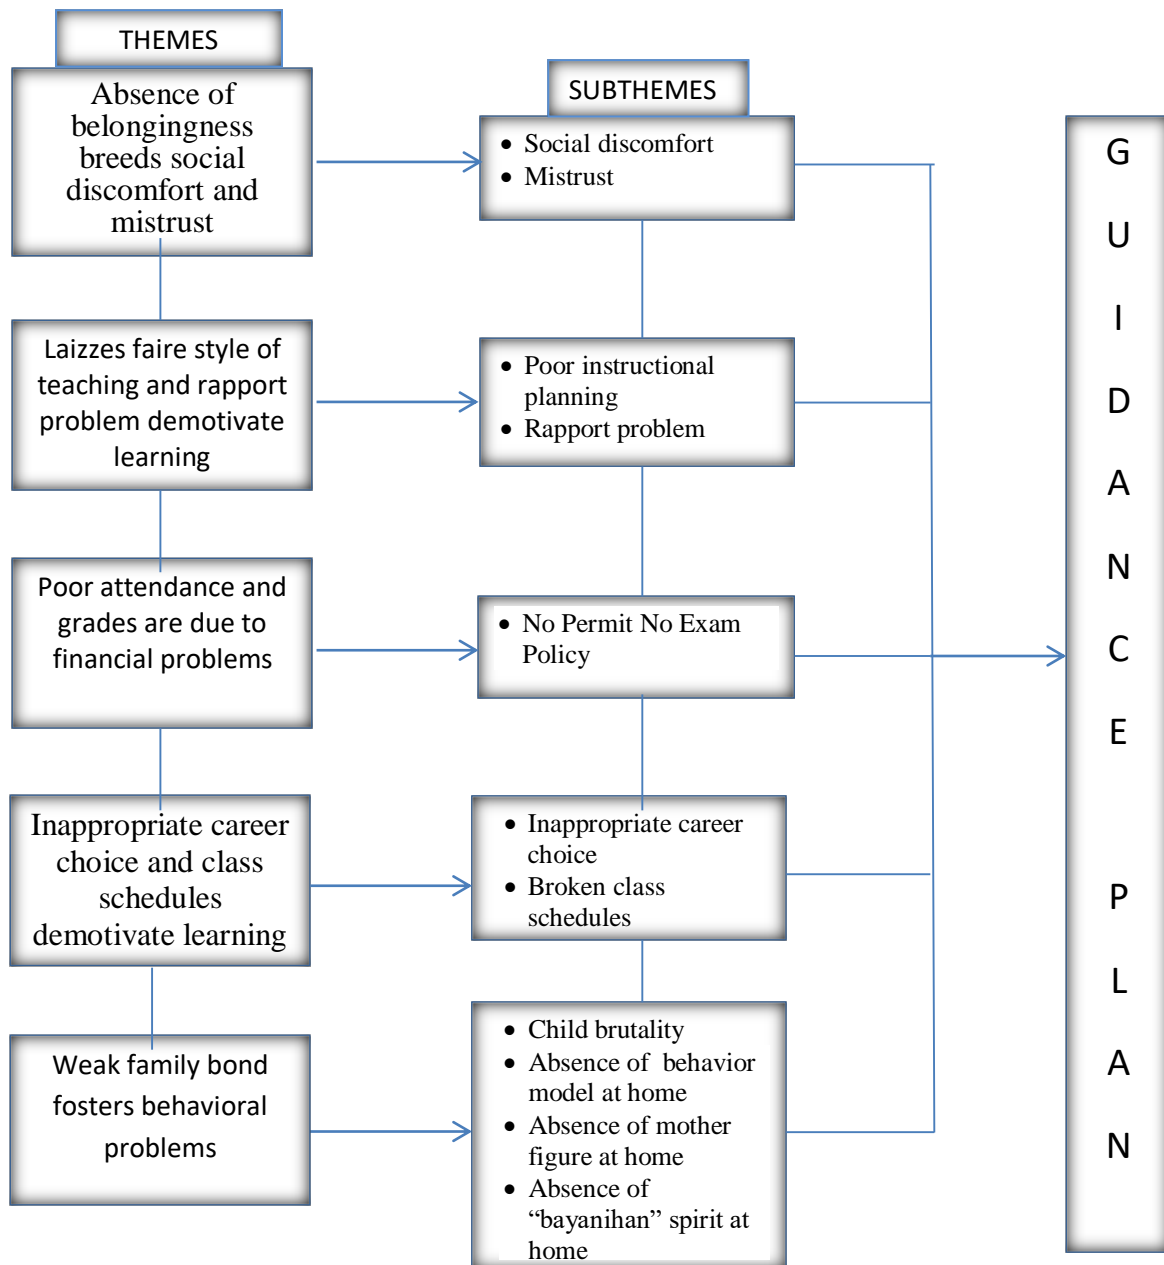 THEMES
Absence of
belongingness
breeds social
discomfort and
mistrust
SUBTHEMES
• Social discomfort
• Mistrust
Laizzes faire style of
teaching and rapport
problem demotivate
learning
• Poor instructional
planning
• Rapport problem
Poor attendance and
grades are due to
financial problems
• No Permit No Exam
Policy
Inappropriate career
choice and class
schedules
demotivate learning
• Inappropriate career
choice
• Broken class
schedules
Weak family bond
fosters behavioral
problems
• Child brutality
• Absence of behavior
model at home
• Absence of mother
figure at home
• Absence of
“bayanihan” spirit at
home
G
U
I
D
A
N
C
E
P
L
A
N